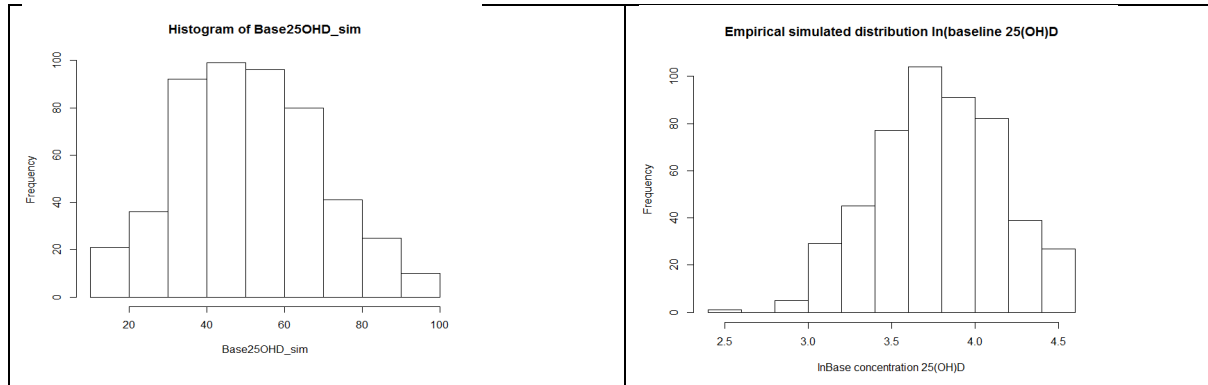 Histogram of Base25OHD_sim
Frequency
100
80
60
40
20
0
20 40 60 80 100
Base25OHD_sim
Empirical simulated distribution ln(baseline 25(OH)D
Frequency
100
80
60
40
20
0
2.5 3.0 3.5 4.0 4.5
lnBase concentration 25(OH)D